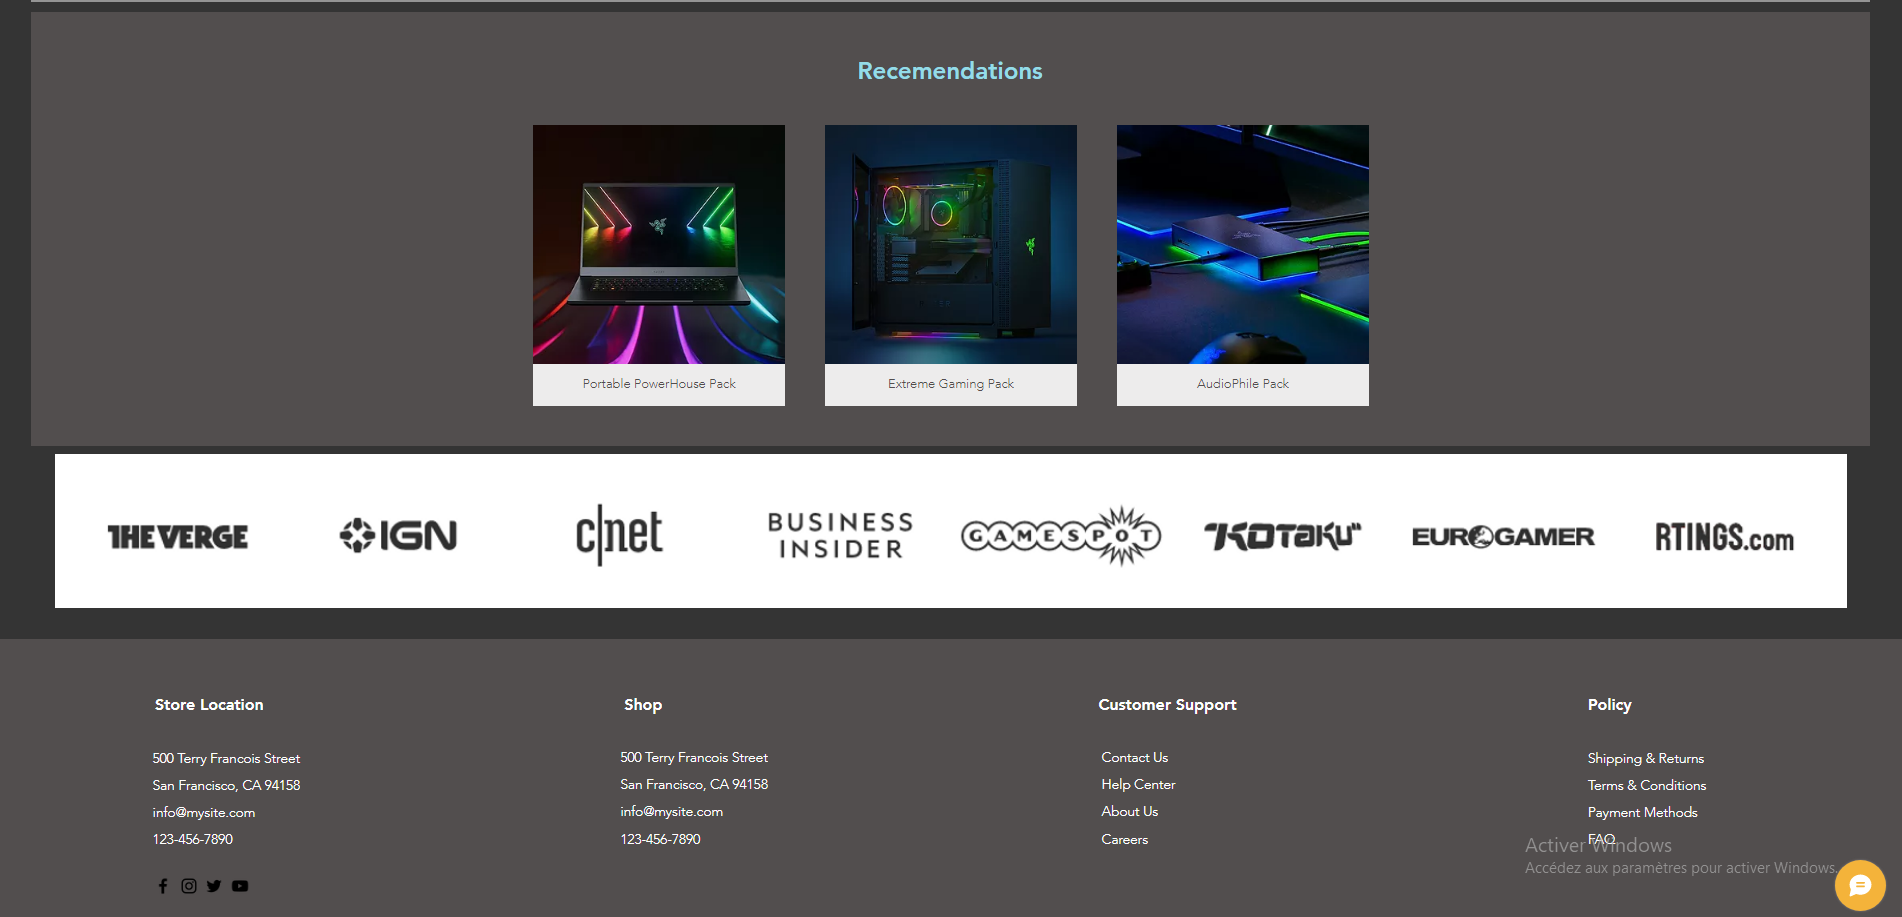 Recemendations
Portable PowerHouse Pack
Extreme Gaming Pack
AudioPhile Pack
THE VERGE
IGN
c|net
BUSINESS
INSIDER
GAMESPOT
KOTAKU
EUROGAMER
RTINGS.com
Store Location
500 Terry Francois Street
San Francisco, CA 94158
info@mysite.com
123-456-7890
Shop
500 Terry Francois Street
San Francisco, CA 94158
info@mysite.com
123-456-7890
Customer Support
Contact Us
Help Center
About Us
Careers
Policy
Shipping & Returns
Terms & Conditions
Payment Methods
FAQ
Activer Windows
Accédez aux paramètres pour activer Windows.